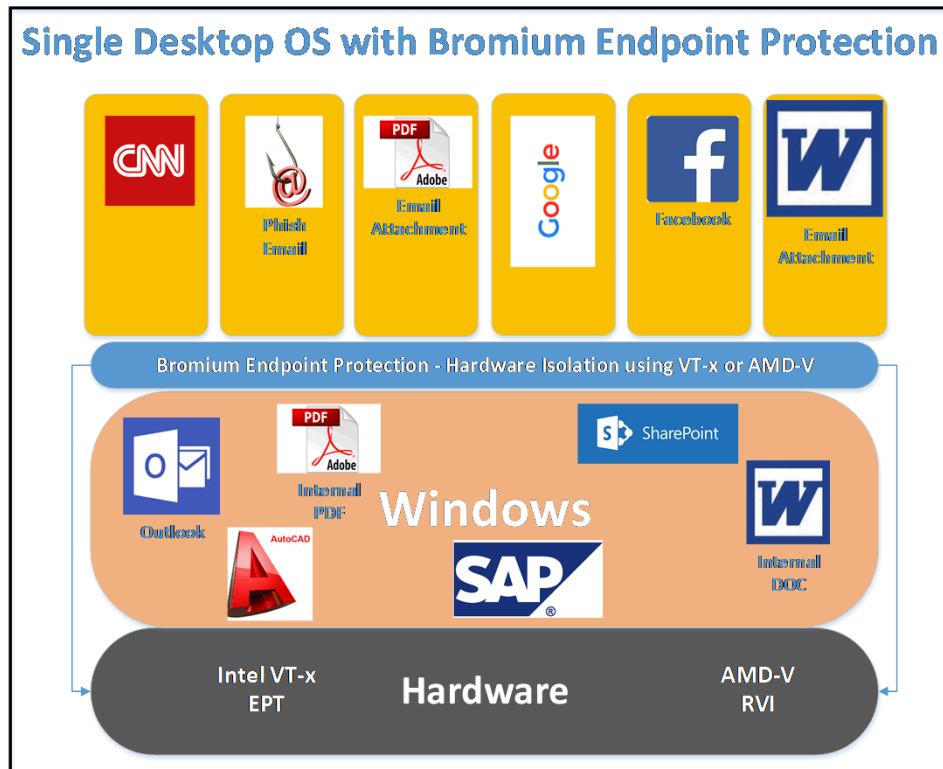 Single Desktop OS with Bromium Endpoint Protection
CNN
Phish
Email
PDF
Adobe
Email
Attachment
Google
Facebook
W
Email
Attachment
Bromium Endpoint Protection - Hardware Isolation using VT-x or AMD-V
Outlook
PDF
Adobe
Internal
PDF
S
SharePoint
Windows
AutoCAD
SAP
®
W
Internal
DOC
Intel VT-x
EPT
Hardware
AMD-V
RVI